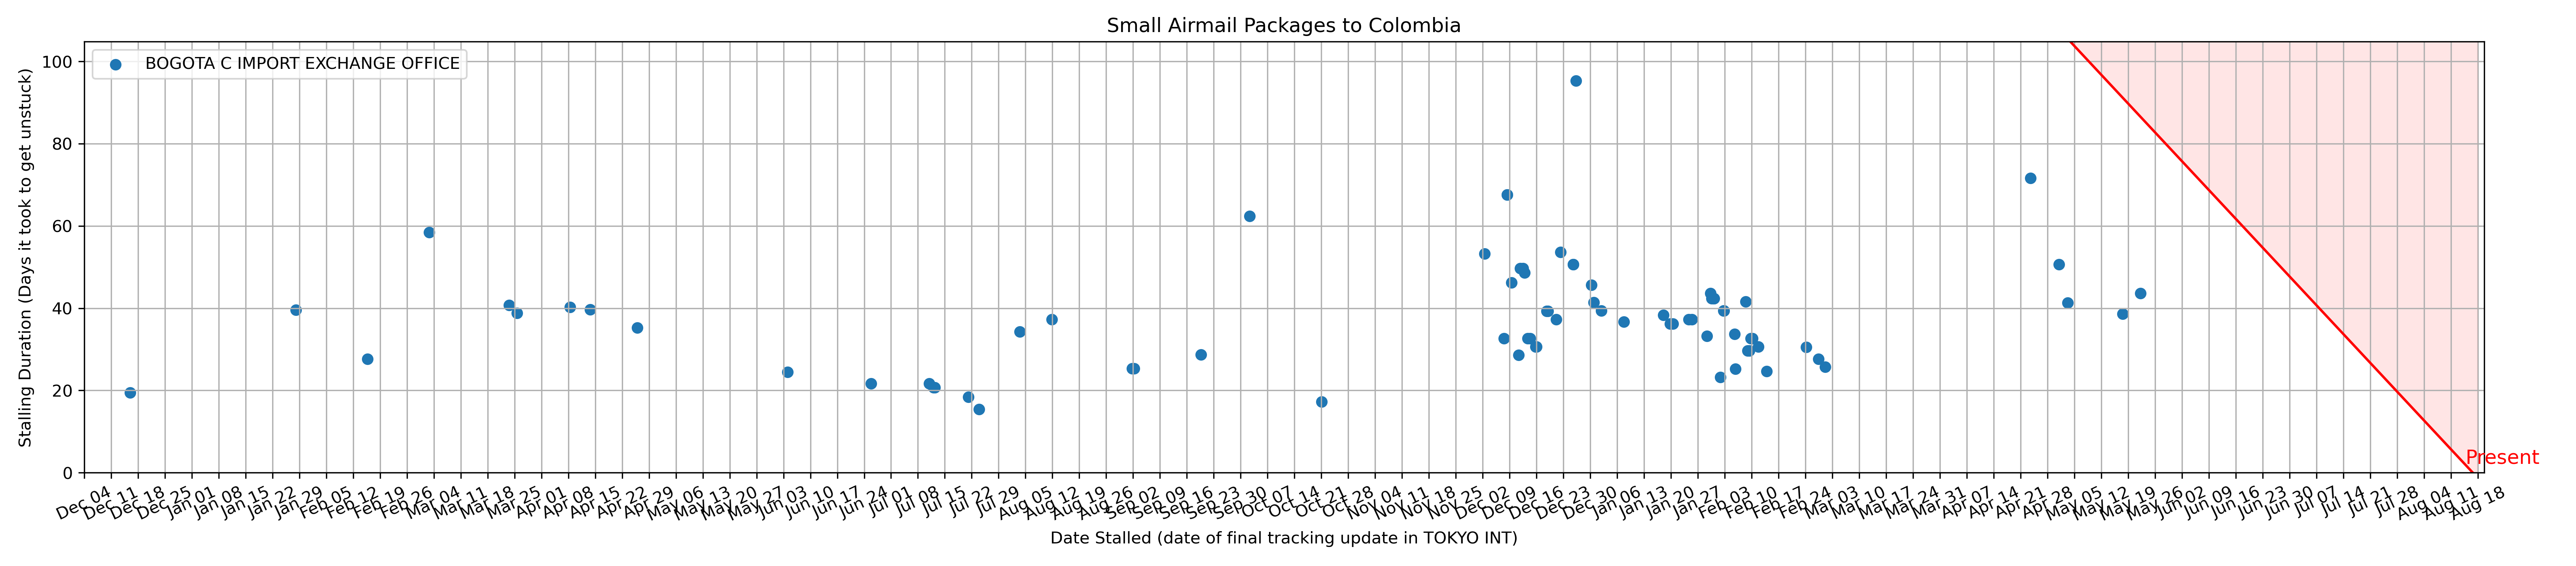 Small Airmail Packages to Colombia
BOGOTA C IMPORT EXCHANGE OFFICE
Stalling Duration (Days it took to get unstuck)
100
80
60
40
20
0
Present
Dec 04 Dec 11 Dec 18 Dec 25 Jan 01 Jan 08 Jan 15 Jan 22 Jan 29 Feb 05 Feb 12 Feb 19 Feb 26 Mar 04 Mar 11 Mar 18 Mar 25 Apr 01 Apr 08 Apr 15 Apr 22 Apr 29 May 06 May 13 May 20 May 27 Jun 03 Jun 10 Jun 17 Jun 24 Jul 01 Jul 08 Jul 15 Jul 22 Jul 29 Aug 05 Aug 12 Aug 19 Aug 26 Sep 02 Sep 09 Sep 16 Sep 23 Sep 30 Oct 07 Oct 14 Oct 21 Oct 28 Nov 04 Nov 11 Nov 18 Nov 25 Dec 02 Dec 09 Dec 16 Dec 23 Dec 30 Jan 06 Jan 13 Jan 20 Jan 27 Feb 03 Feb 10 Feb 17 Feb 24 Mar 03 Mar 10 Mar 17 Mar 24 Mar 31 Apr 07 Apr 14 Apr 21 Apr 28 May 05 May 12 May 19 May 26 Jun 02 Jun 09 Jun 16 Jun 23 Jun 30 Jul 07 Jul 14 Jul 21 Jul 28 Aug 04 Aug 11 Aug 18
Date Stalled (date of final tracking update in TOKYO INT)